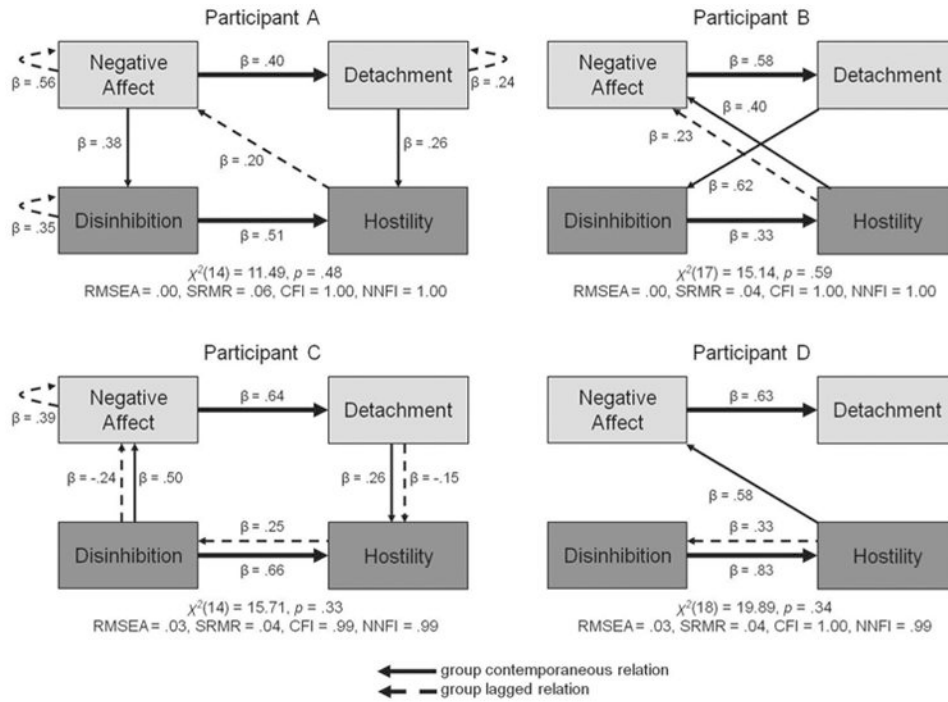 Participant A
Negative
Affect
Detachment
Disinhibition
Hostility
β = .56
β = .40
β = .24
β = .38
β = .20
β = .26
β = .35
β = .51
χ²(14) = 11.49, p = .48
RMSEA = .00, SRMR = .06, CFI = 1.00, NNFI = 1.00
Participant B
Negative
Affect
Detachment
Disinhibition
Hostility
β = .58
β = .40
β = .23
β = .62
β = .33
χ²(17) = 15.14, p = .59
RMSEA = .00, SRMR = .04, CFI = 1.00, NNFI = 1.00
Participant C
Negative
Affect
Detachment
Disinhibition
Hostility
β = .39
β = .64
β = -.24
β = .50
β = .26
β = -.15
β = .25
β = .66
χ²(14) = 15.71, p = .33
RMSEA = .03, SRMR = .04, CFI = .99, NNFI = .99
Participant D
Negative
Affect
Detachment
Disinhibition
Hostility
β = .63
β = .58
β = .33
β = .83
χ²(18) = 19.89, p = .34
RMSEA = .03, SRMR = .04, CFI = 1.00, NNFI = .99
group contemporaneous relation
group lagged relation